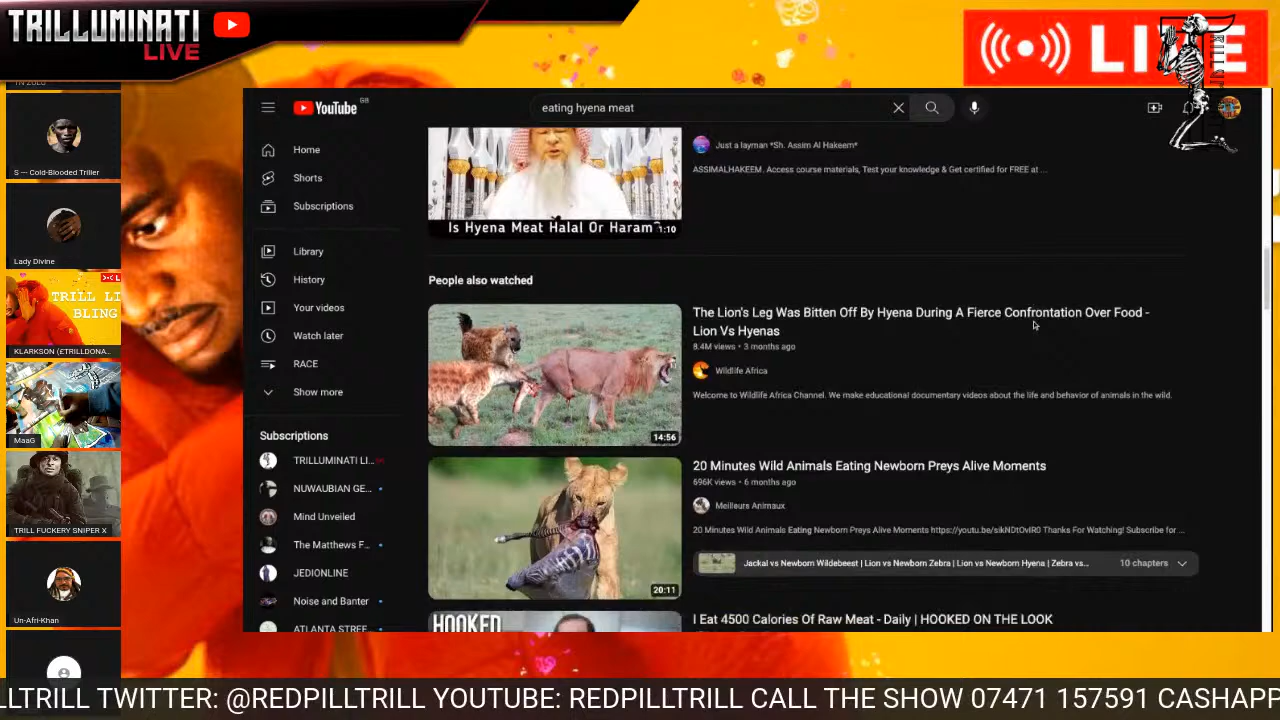 TRILLUMINATI
LIVE
LIVE
TRILLUMINATI
S --- Cold-Blooded Triller
Lady Divine
TRILL LI
BLING
KLARKSON (£TRILLDONA...
MaaG
TRILL FUCKERY SNIPER X
Un-Afri-Khan
YouTube GB
eating hyena meat
Home
Shorts
Subscriptions
Library
History
Your videos
Watch later
RACE
Show more
Subscriptions
TRILLUMINATI LI...
NUWAUBIAN GE...
Mind Unveiled
The Matthews F...
JEDIONLINE
Noise and Banter
ATLANTA STREE...
Is Hyena Meat Halal Or Haram
1:10
Just a layman *Sh. Assim Al Hakeem*
ASSIMALHAKEEM. Access course materials, Test your knowledge & Get certified for FREE at ...
People also watched
14:56
The Lion's Leg Was Bitten Off By Hyena During A Fierce Confrontation Over Food -
Lion Vs Hyenas
8.4M views • 3 months ago
Wildlife Africa
Welcome to Wildlife Africa Channel. We make educational documentary videos about the life and behavior of animals in the wild.
20:11
20 Minutes Wild Animals Eating Newborn Preys Alive Moments
696K views • 6 months ago
Meilleurs Animaux
20 Minutes Wild Animals Eating Newborn Preys Alive Moments https://youtu.be/sikNDtOvIR0 Thanks For Watching! Subscribe for ...
Jackal vs Newborn Wildebeest | Lion vs Newborn Zebra | Lion vs Newborn Hyena | Zebra vs...
10 chapters
HOOKED
I Eat 4500 Calories Of Raw Meat - Daily | HOOKED ON THE LOOK
LLTRILL TWITTER: @REDPILLTRILL YOUTUBE: REDPILLTRILL CALL THE SHOW 07471 157591 CASHAPP